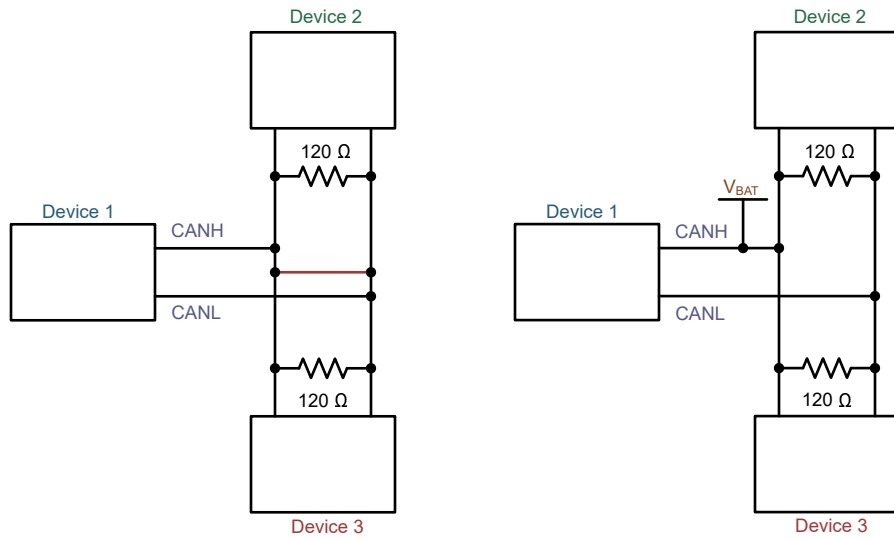 Device 2
120 Ω
Device 1
CANH
CANL
120 Ω
Device 3
Device 2
120 Ω
VBAT
Device 1
CANH
CANL
120 Ω
Device 3